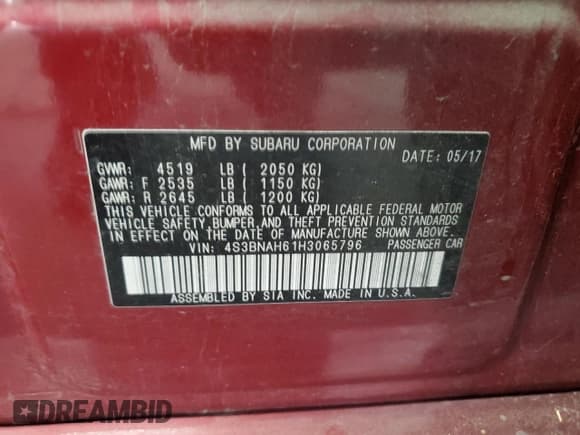 MFD BY SUBARU CORPORATION
DATE: 05/17
GVWR: 4519 LB ( 2050 KG)
GAWR: F 2535 LB ( 1150 KG)
GAWR: R 2645 LB ( 1200 KG)
THIS VEHICLE CONFORMS TO ALL APPLICABLE FEDERAL MOTOR
VEHICLE SAFETY, BUMPER, AND THEFT PREVENTION STANDARDS
IN EFFECT ON THE DATE OF MANUFACTURE SHOWN ABOVE.
VIN: 4S3BNAH61H3065796 PASSENGER CAR
ASSEMBLED BY SIA INC. MADE IN U.S.A.
DREAMBID